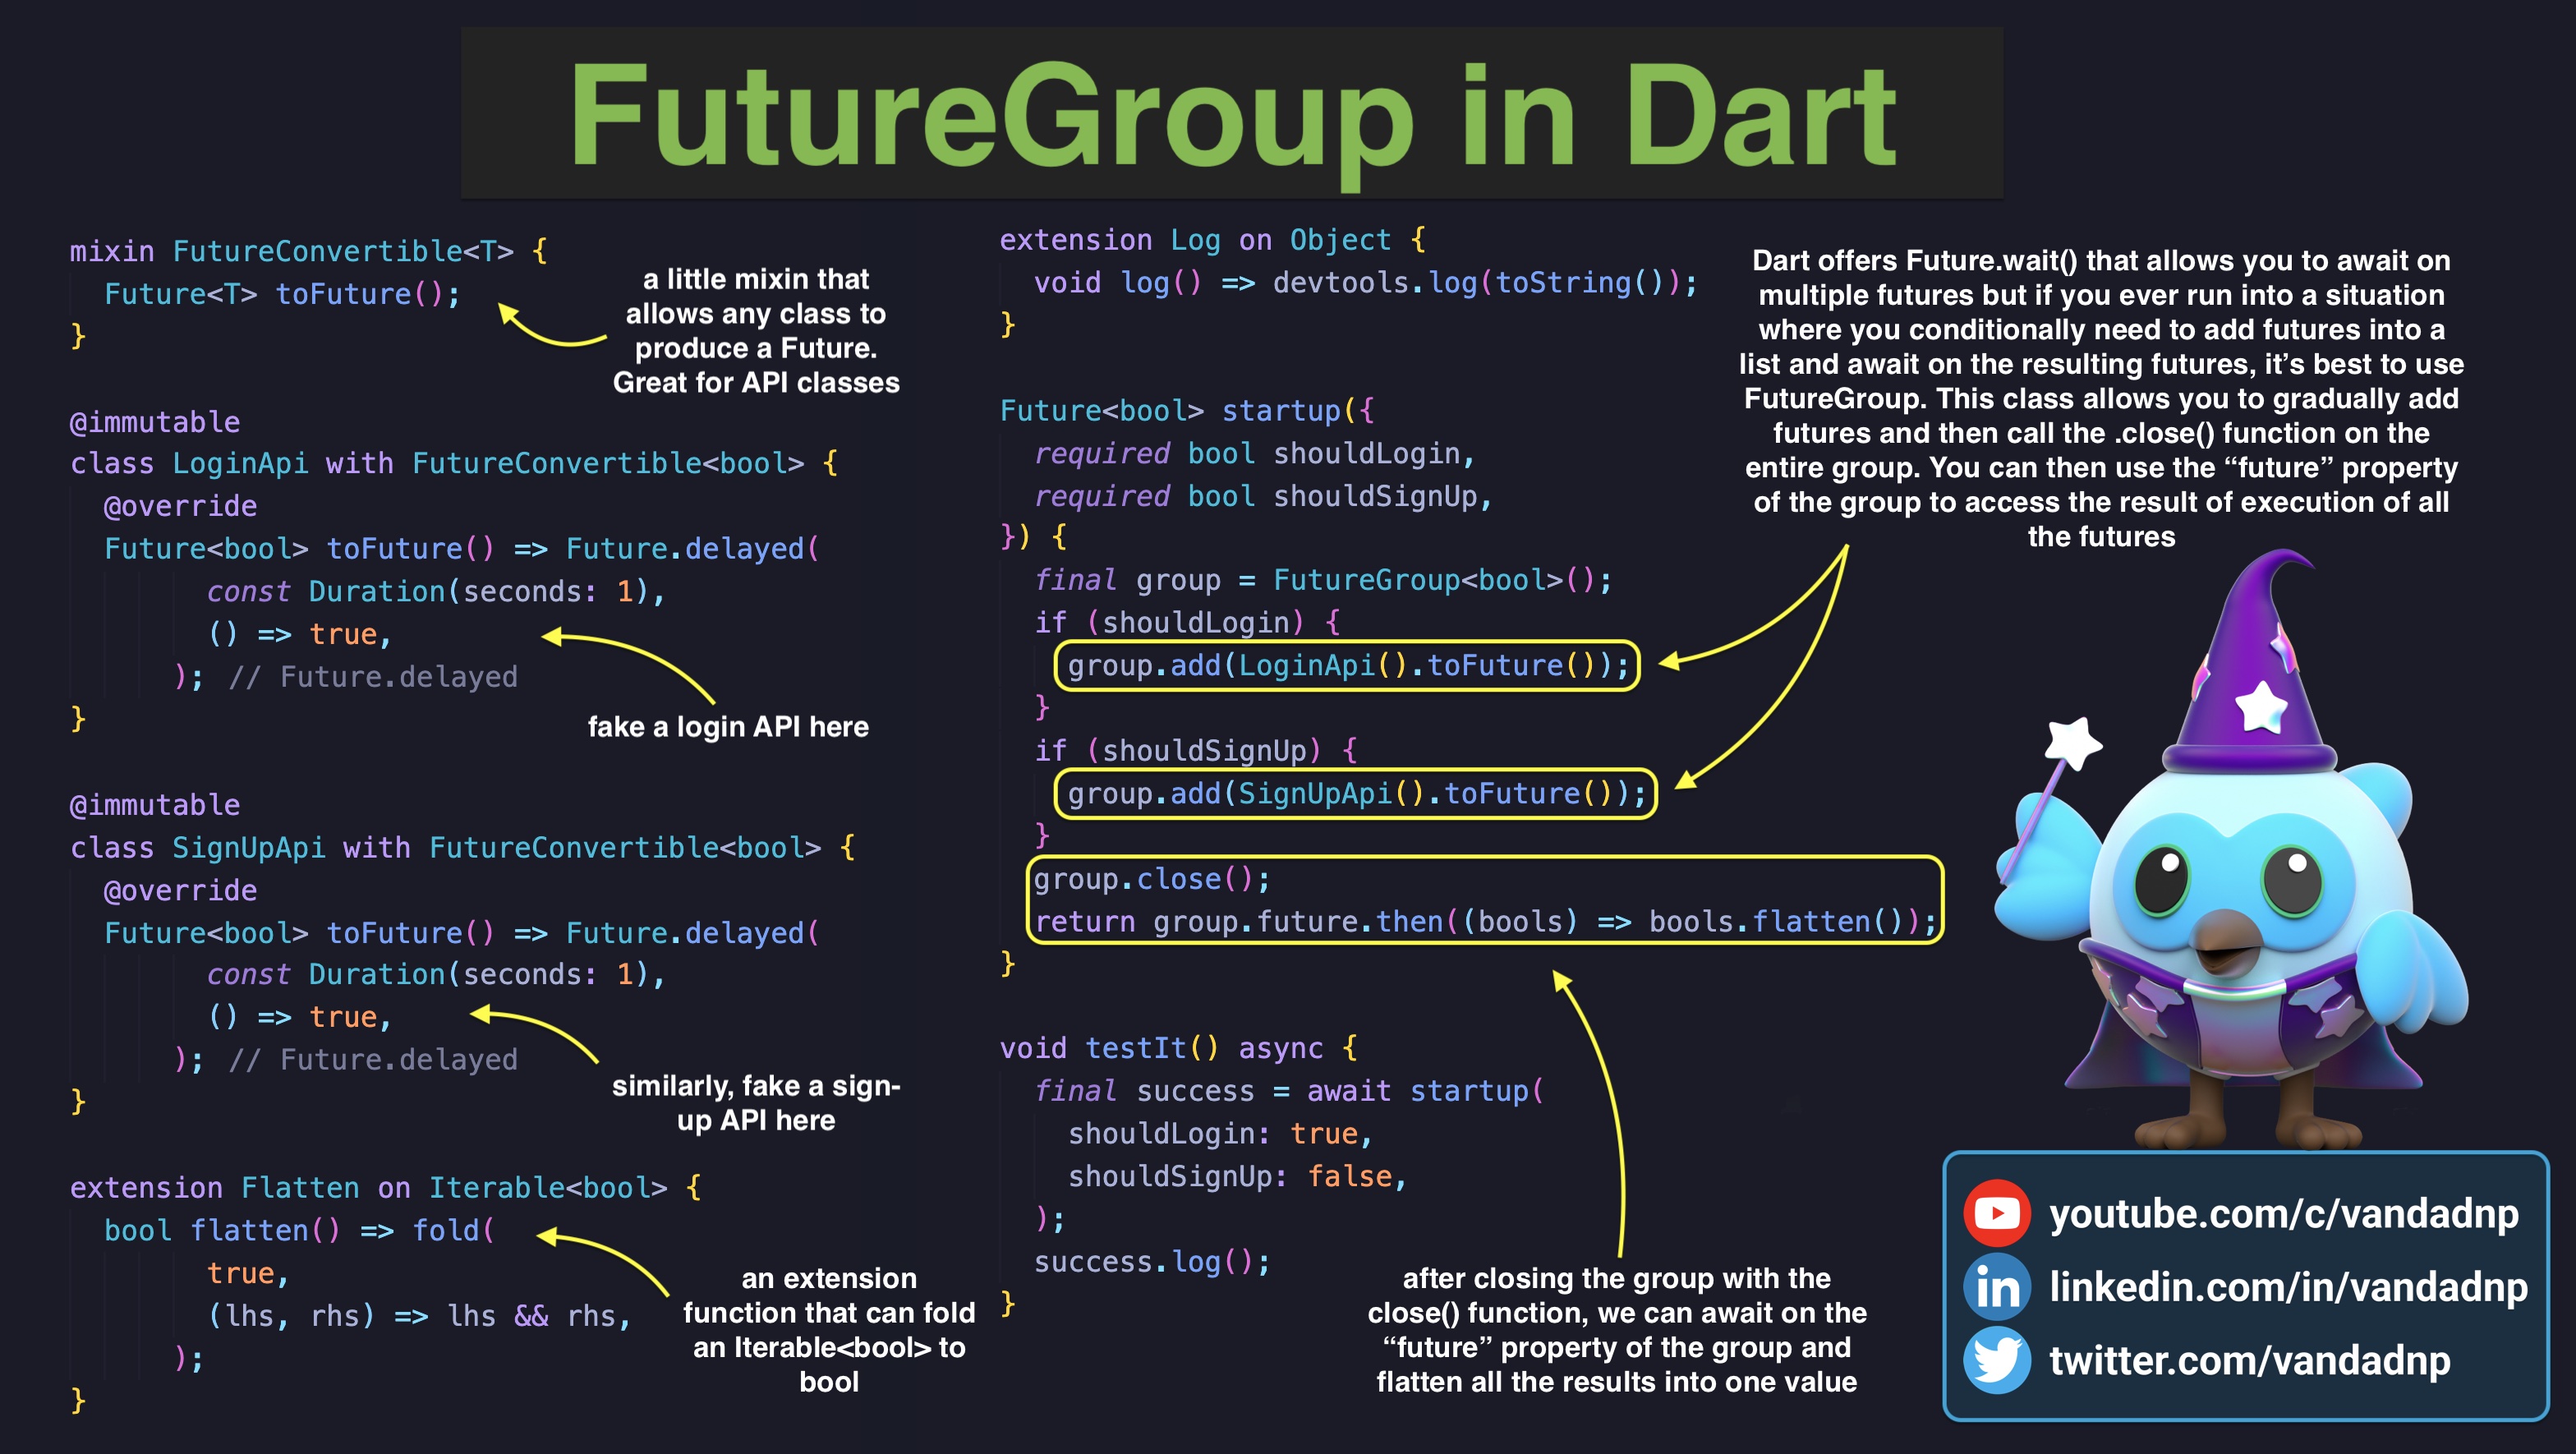 FutureGroup in Dart
mixin FutureConvertible<T> {
Future<T> toFuture();
}
a little mixin that
allows any class to
produce a Future.
Great for API classes
@immutable
class LoginApi with FutureConvertible<bool> {
@override
Future<bool> toFuture() => Future.delayed(
const Duration(seconds: 1),
() => true,
); // Future.delayed
}
fake a login API here
@immutable
class SignUpApi with FutureConvertible<bool> {
@override
Future<bool> toFuture() => Future.delayed(
const Duration(seconds: 1),
() => true,
); // Future.delayed
}
similarly, fake a sign-
up API here
extension Flatten on Iterable<bool> {
bool flatten() => fold(
true,
(lhs, rhs) => lhs && rhs,
);
}
an extension
function that can fold
an Iterable<bool> to
bool
extension Log on Object {
void log() => devtools.log(toString());
}
Future<bool> startup({
required bool shouldLogin,
required bool shouldSignUp,
}) {
final group = FutureGroup<bool>();
if (shouldLogin) {
group.add(LoginApi().toFuture());
}
if (shouldSignUp) {
group.add(SignUpApi().toFuture());
}
group.close();
return group.future.then((bools) => bools.flatten());
}
void testIt() async {
final success = await startup(
shouldLogin: true,
shouldSignUp: false,
);
success.log();
}
after closing the group with the
close() function, we can await on the
“future” property of the group and
flatten all the results into one value
Dart offers Future.wait() that allows you to await on
multiple futures but if you ever run into a situation
where you conditionally need to add futures into a
list and await on the resulting futures, it’s best to use
FutureGroup. This class allows you to gradually add
futures and then call the .close() function on the
entire group. You can then use the “future” property
of the group to access the result of execution of all
the futures
youtube.com/c/vandadnp
linkedin.com/in/vandadnp
twitter.com/vandadnp